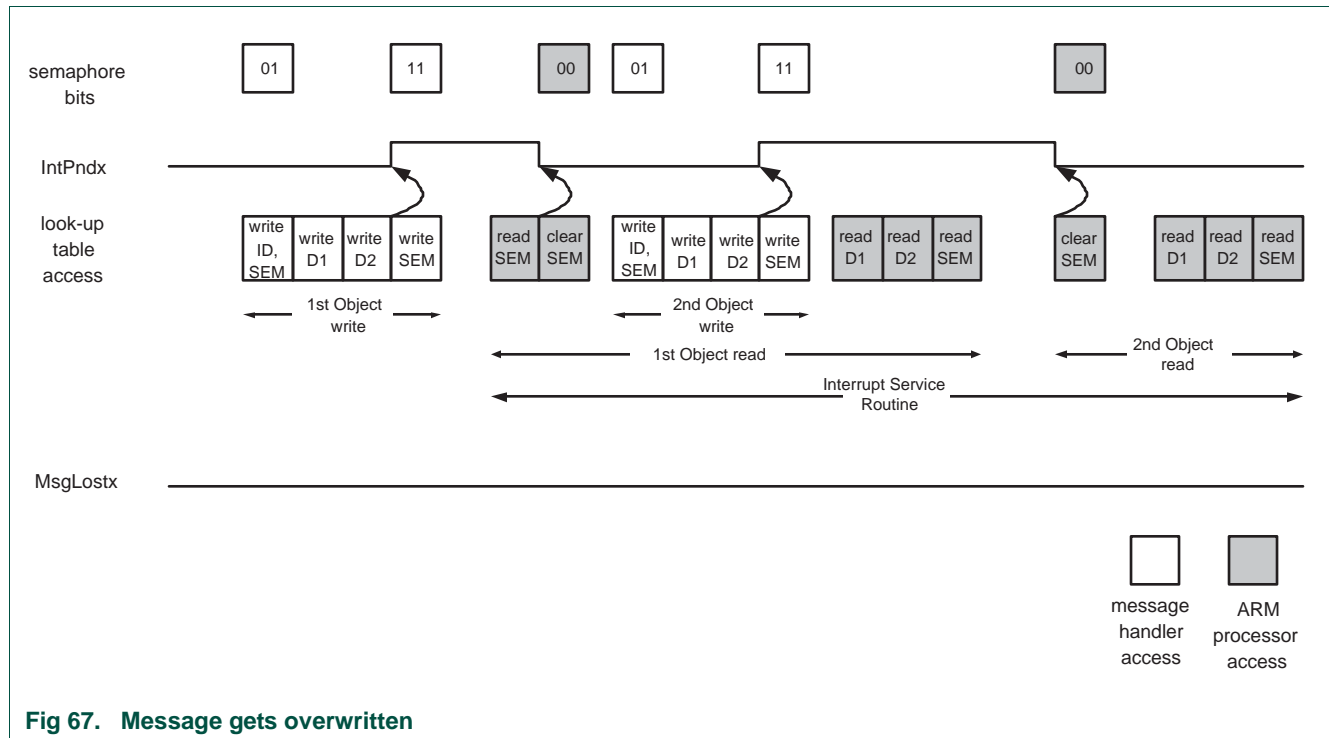 01 11 00 01 11 00
semaphore
bits
IntPndx
look-up
table
access
write
ID,
SEM
write
D1
write
D2
write
SEM
read
SEM
clear
SEM
write
ID,
SEM
write
D1
write
D2
write
SEM
read
D1
read
D2
read
SEM
clear
SEM
read
D1
read
D2
read
SEM
1st Object
write
2nd Object
write
1st Object read
2nd Object
read
Interrupt Service
Routine
MsgLostx
message
handler
access
ARM
processor
access
Fig 67. Message gets overwritten